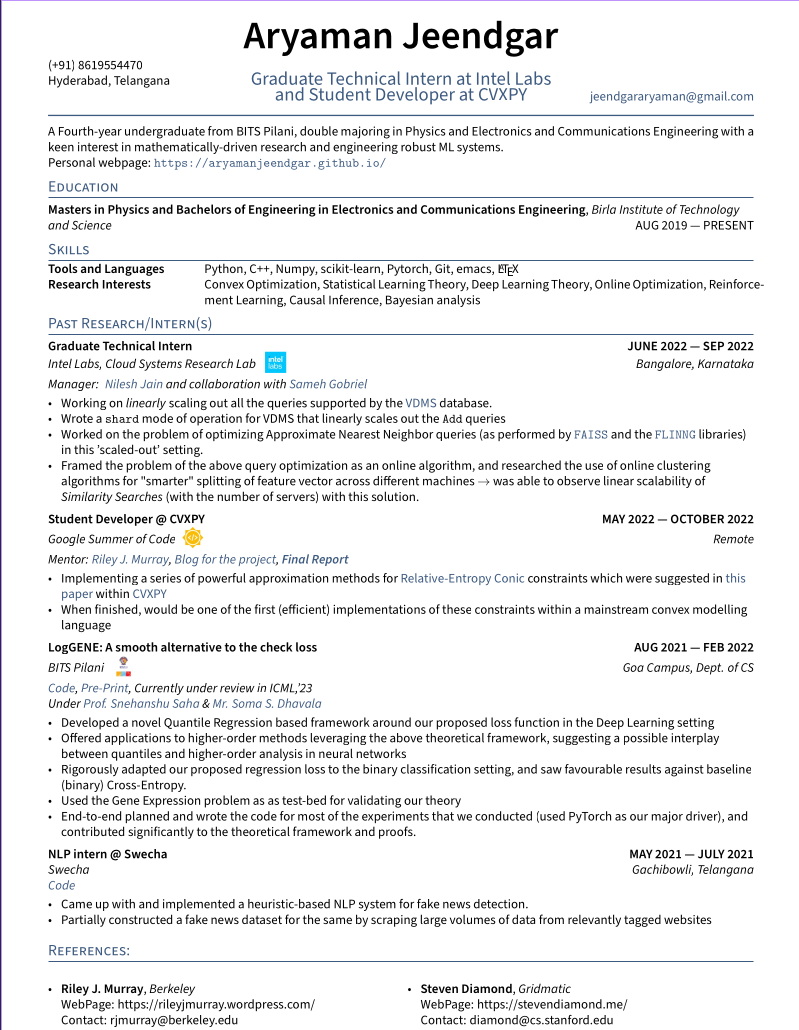 Aryaman Jeendgar
(+91) 8619554470
Hyderabad, Telangana
Graduate Technical Intern at Intel Labs
and Student Developer at CVXPY
jeendgararyaman@gmail.com
A Fourth-year undergraduate from BITS Pilani, double majoring in Physics and Electronics and Communications Engineering with a
keen interest in mathematically-driven research and engineering robust ML systems.
Personal webpage: https://aryamanjeendgar.github.io/
Education
Masters in Physics and Bachelors of Engineering in Electronics and Communications Engineering, Birla Institute of Technology
and Science AUG 2019 — PRESENT
Skills
Tools and Languages Python, C++, Numpy, scikit-learn, Pytorch, Git, emacs, LATEX
Research Interests Convex Optimization, Statistical Learning Theory, Deep Learning Theory, Online Optimization, Reinforce-
ment Learning, Causal Inference, Bayesian analysis
Past Research/Intern(s)
Graduate Technical Intern JUNE 2022 — SEP 2022
Intel Labs, Cloud Systems Research Lab intel labs Bangalore, Karnataka
Manager: Nilesh Jain and collaboration with Sameh Gobriel
• Working on linearly scaling out all the queries supported by the VDMS database.
• Wrote a shard mode of operation for VDMS that linearly scales out the Add queries
• Worked on the problem of optimizing Approximate Nearest Neighbor queries (as performed by FAISS and the FLINNG libraries)
in this 'scaled-out' setting.
• Framed the problem of the above query optimization as an online algorithm, and researched the use of online clustering
algorithms for "smarter" splitting of feature vector across different machines → was able to observe linear scalability of
Similarity Searches (with the number of servers) with this solution.
Student Developer @ CVXPY MAY 2022 — OCTOBER 2022
Google Summer of Code Remote
Mentor: Riley J. Murray, Blog for the project, Final Report
• Implementing a series of powerful approximation methods for Relative-Entropy Conic constraints which were suggested in this
paper within CVXPY
• When finished, would be one of the first (efficient) implementations of these constraints within a mainstream convex modelling
language
LogGENE: A smooth alternative to the check loss AUG 2021 — FEB 2022
BITS Pilani Goa Campus, Dept. of CS
Code, Pre-Print, Currently under review in ICML,'23
Under Prof. Snehanshu Saha & Mr. Soma S. Dhavala
• Developed a novel Quantile Regression based framework around our proposed loss function in the Deep Learning setting
• Offered applications to higher-order methods leveraging the above theoretical framework, suggesting a possible interplay
between quantiles and higher-order analysis in neural networks
• Rigorously adapted our proposed regression loss to the binary classification setting, and saw favourable results against baseline
(binary) Cross-Entropy.
• Used the Gene Expression problem as as test-bed for validating our theory
• End-to-end planned and wrote the code for most of the experiments that we conducted (used PyTorch as our major driver), and
contributed significantly to the theoretical framework and proofs.
NLP intern @ Swecha MAY 2021 — JULY 2021
Swecha Gachibowli, Telangana
Code
• Came up with and implemented a heuristic-based NLP system for fake news detection.
• Partially constructed a fake news dataset for the same by scraping large volumes of data from relevantly tagged websites
References:
• Riley J. Murray, Berkeley
WebPage: https://rileyjmurray.wordpress.com/
Contact: rjmurray@berkeley.edu
• Steven Diamond, Gridmatic
WebPage: https://stevendiamond.me/
Contact: diamond@cs.stanford.edu